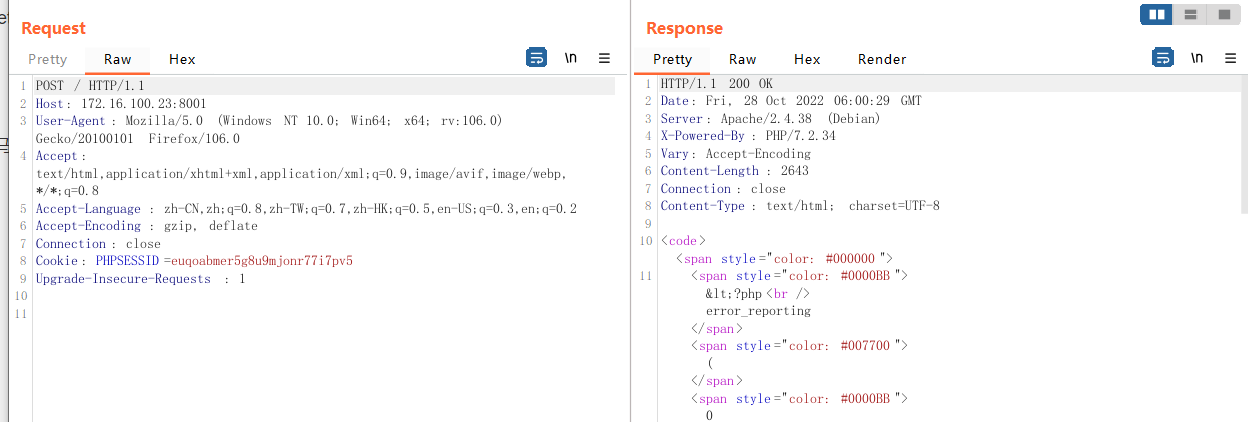 Request
Pretty Raw Hex \n
1 POST / HTTP/1.1
2 Host: 172.16.100.23:8001
3 User-Agent: Mozilla/5.0 (Windows NT 10.0; Win64; x64; rv:106.0)
Gecko/20100101 Firefox/106.0
4 Accept:
text/html,application/xhtml+xml,application/xml;q=0.9,image/avif,image/webp,
*/*;q=0.8
5 Accept-Language: zh-CN,zh;q=0.8,zh-TW;q=0.7,zh-HK;q=0.5,en-US;q=0.3,en;q=0.2
6 Accept-Encoding: gzip, deflate
7 Connection: close
8 Cookie: PHPSESSID=euqoabmer5g8u9mjonr77i7pv5
9 Upgrade-Insecure-Requests: 1
10
11
Response
Pretty Raw Hex Render \n
1 HTTP/1.1 200 OK
2 Date: Fri, 28 Oct 2022 06:00:29 GMT
3 Server: Apache/2.4.38 (Debian)
4 X-Powered-By: PHP/7.2.34
5 Vary: Accept-Encoding
6 Content-Length: 2643
7 Connection: close
8 Content-Type: text/html; charset=UTF-8
9
10 <code>
<span style="color: #000000">
11 <span style="color: #0000BB">
&lt;?php<br />
error_reporting
</span>
<span style="color: #007700">
(
</span>
<span style="color: #0000BB">
0